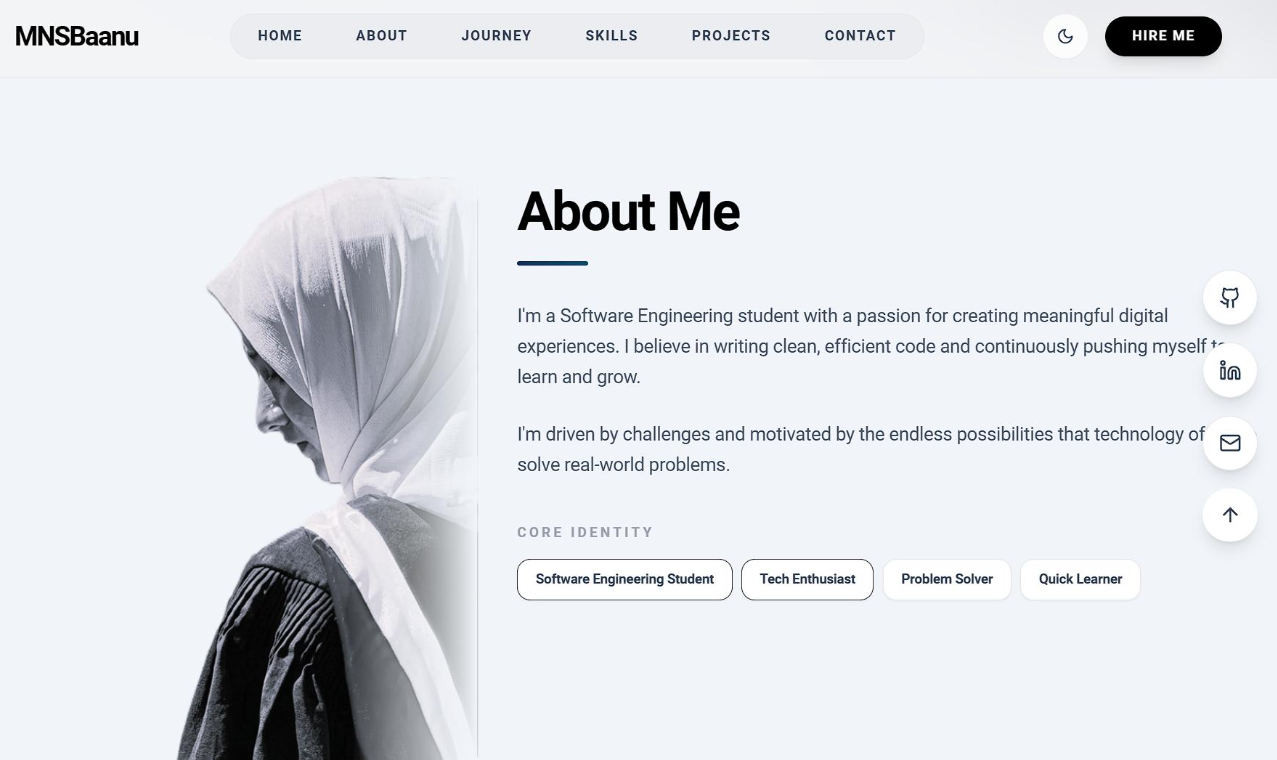 MNSBaanu
HOME
ABOUT
JOURNEY
SKILLS
PROJECTS
CONTACT
HIRE ME
About Me
I'm a Software Engineering student with a passion for creating meaningful digital
experiences. I believe in writing clean, efficient code and continuously pushing myself to
learn and grow.
I'm driven by challenges and motivated by the endless possibilities that technology
solve real-world problems.
CORE IDENTITY
Software Engineering Student
Tech Enthusiast
Problem Solver
Quick Learner